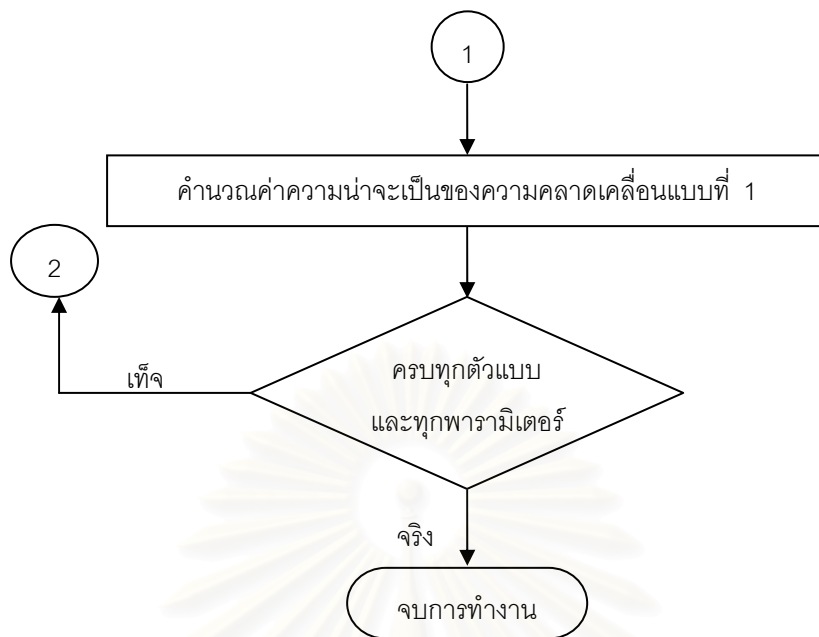 1
คำนวณค่าความน่าจะเป็นของความคลาดเคลื่อนแบบที่ 1
2
เท็จ
ครบทุกตัวแบบ
และทุกพารามิเตอร์
จริง
จบการทำงาน